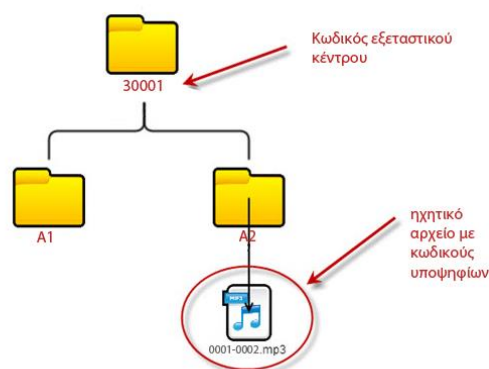 Κωδικός εξεταστικού
κέντρου
30001
A1
A2
ηχητικό
αρχείο με
κωδικούς
υποψηφίων
MP3
0001-0002.mp3